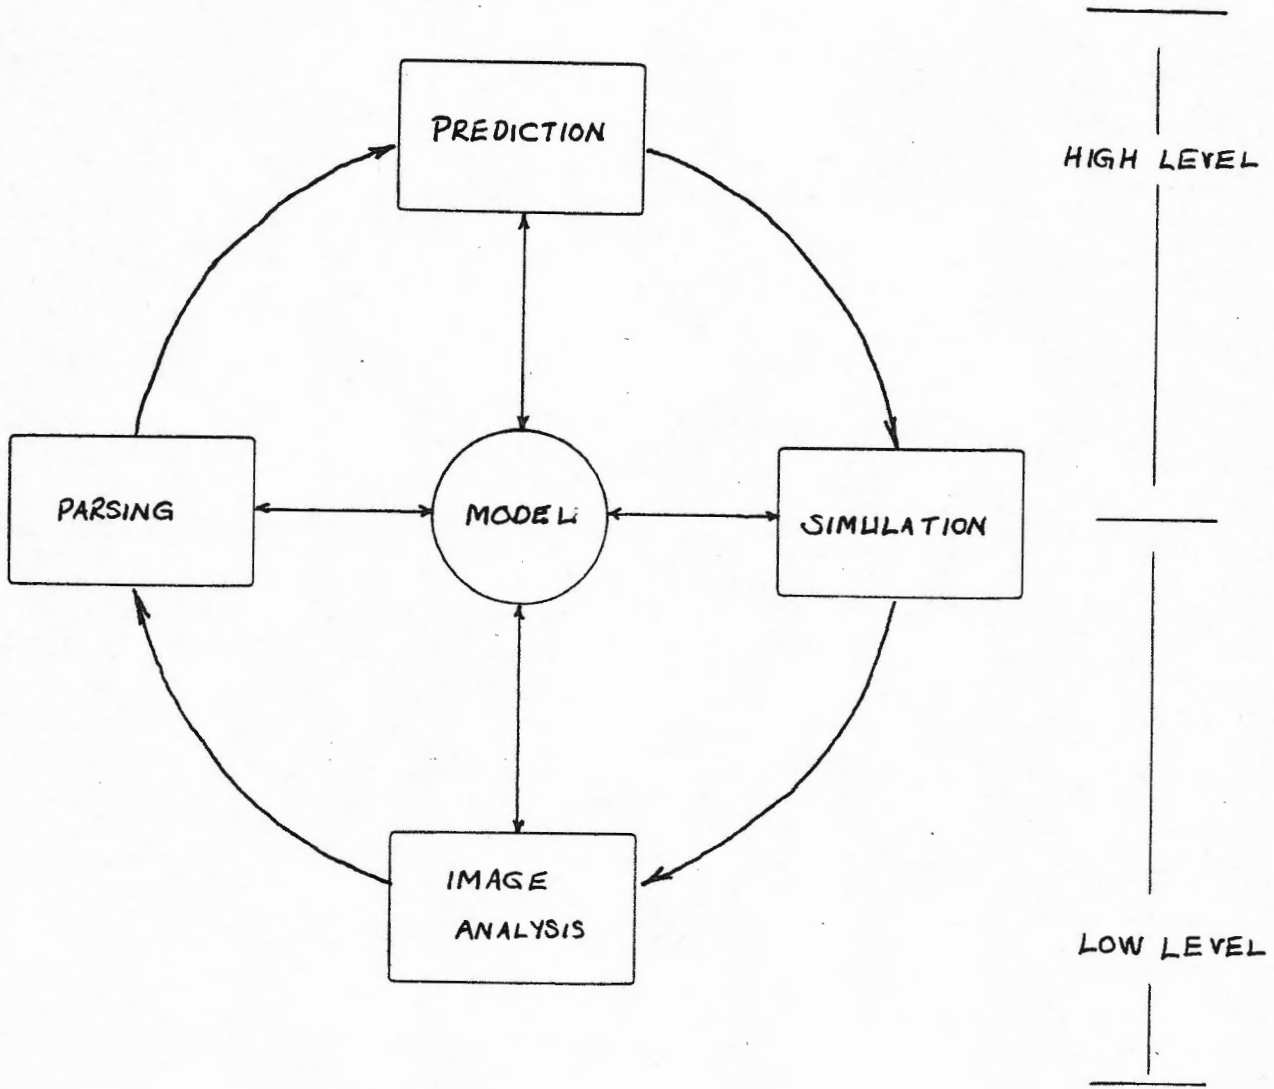 PREDICTION
HIGH LEVEL
PARSING
MODEL
SIMULATION
IMAGE
ANALYSIS
LOW LEVEL